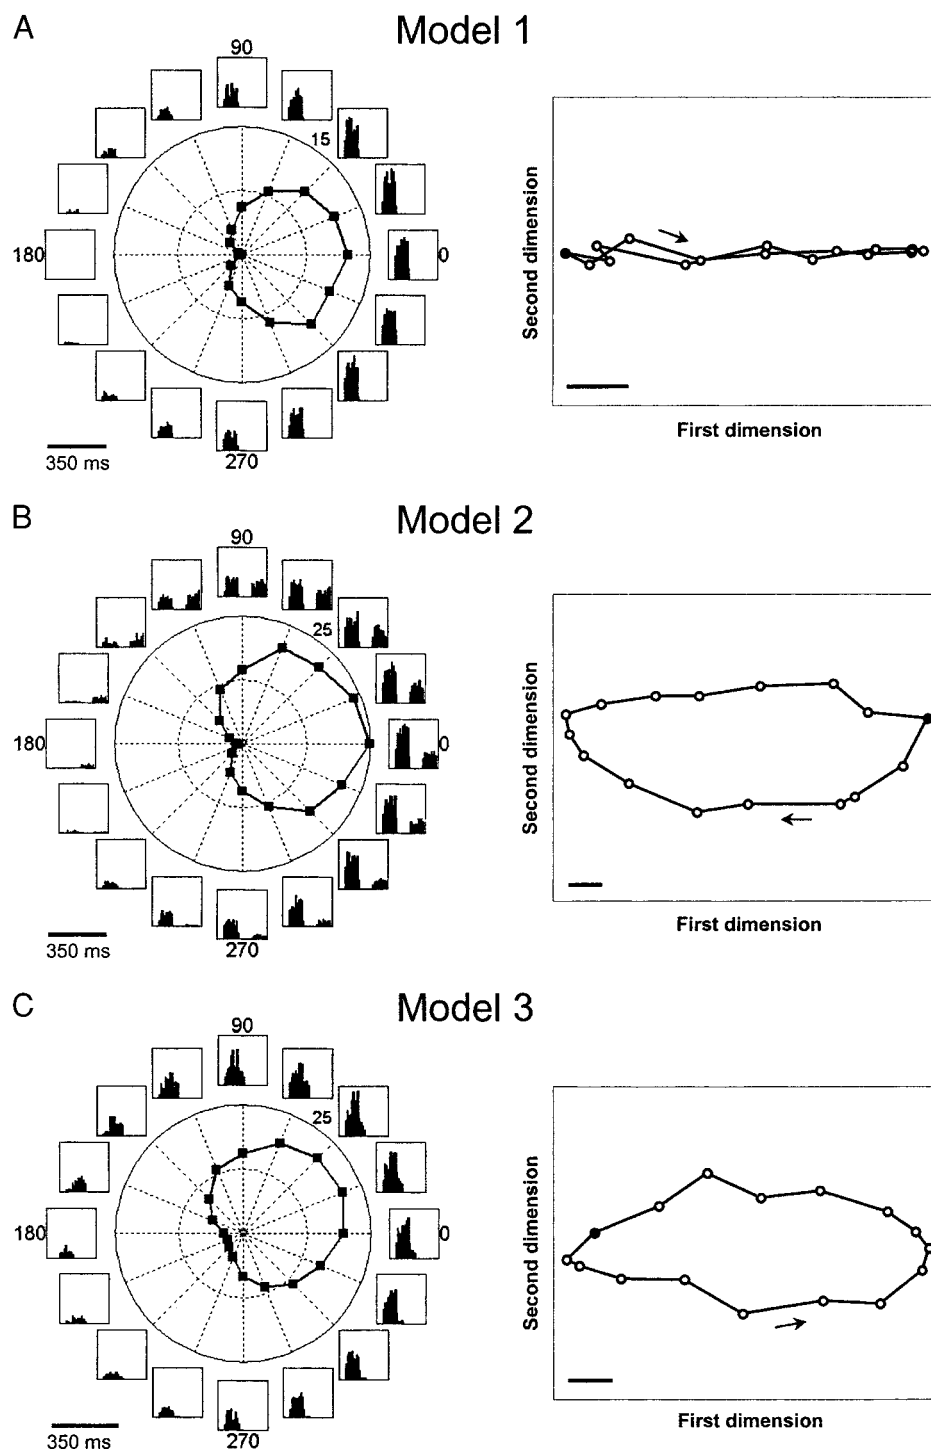 A
Model 1
90
15
180
0
270
350 ms
Second dimension
First dimension
B
Model 2
90
25
180
0
270
350 ms
Second dimension
First dimension
C
Model 3
90
25
180
0
270
350 ms
Second dimension
First dimension